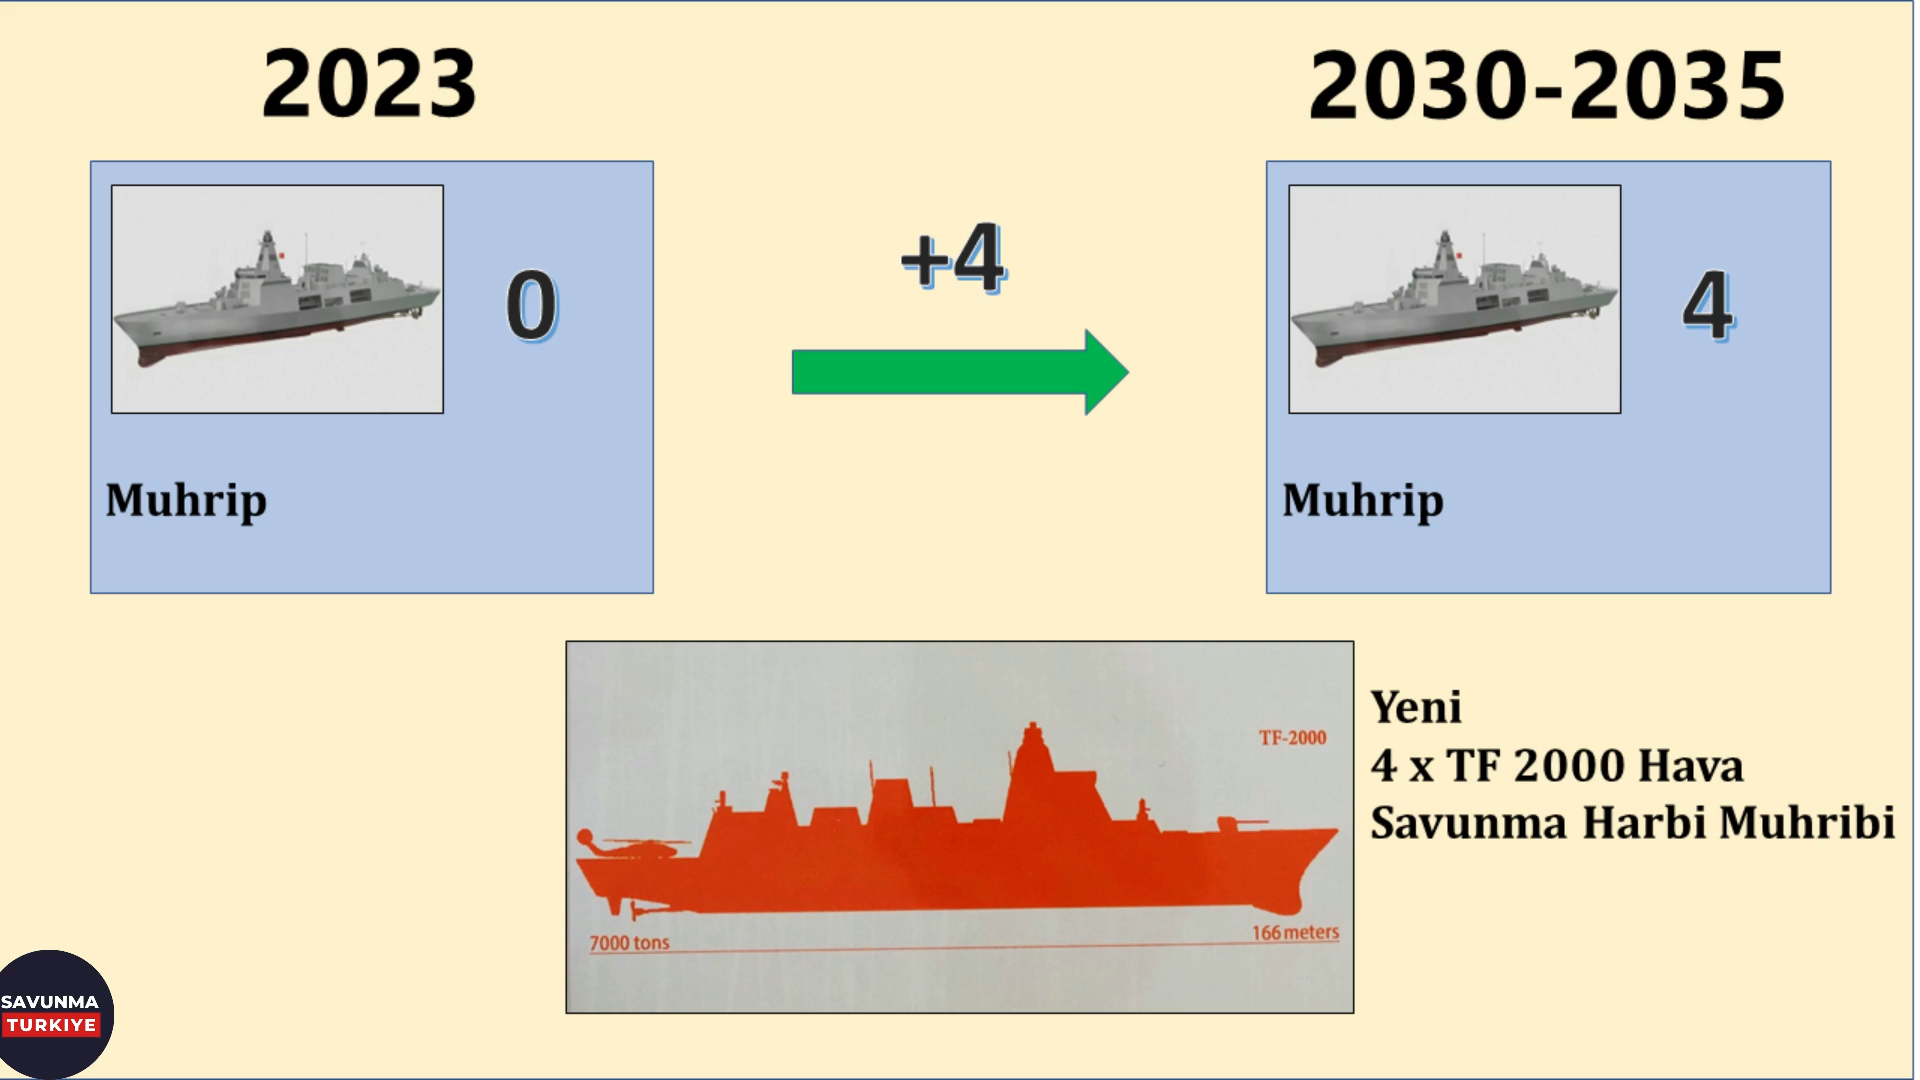 2023
2030-2035
0
+4
4
Muhrip
Muhrip
TF-2000
7000 tons
166 meters
Yeni
4 x TF 2000 Hava
Savunma Harbi Muhribi
SAVUNMA
TURKIYE